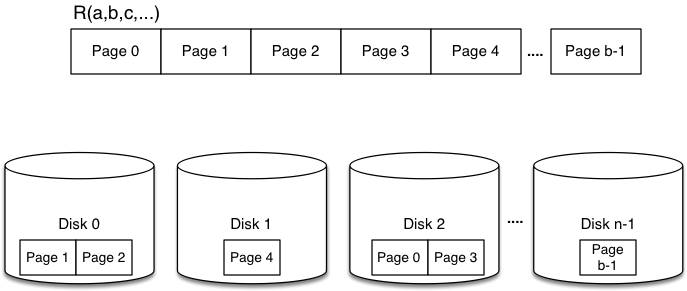 R(a,b,c,...)
Page 0 Page 1 Page 2 Page 3 Page 4 .... Page b-1
Disk 0 Disk 1 Disk 2 .... Disk n-1
Page 1 Page 2 Page 4 Page 0 Page 3 Page
b-1